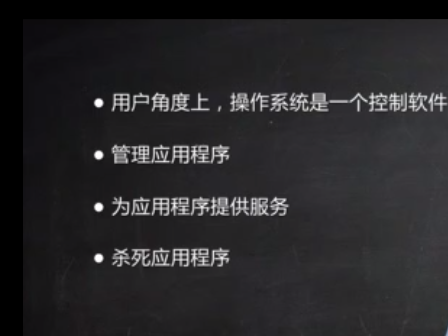 • 用户角度上，操作系统是一个控制软件
• 管理应用程序
• 为应用程序提供服务
• 杀死应用程序